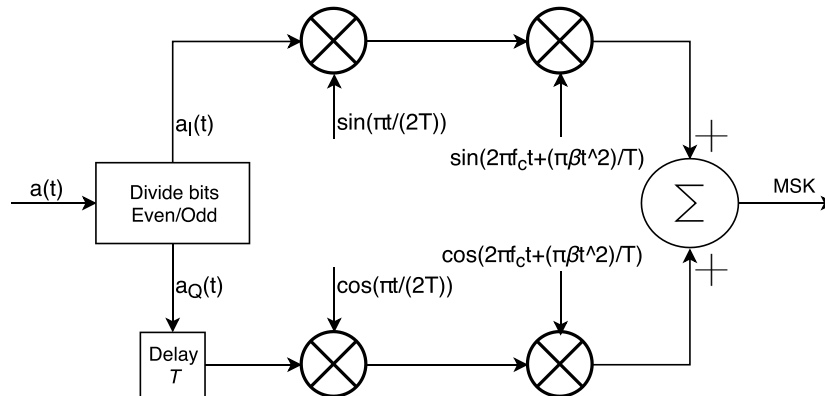 a_I(t)
sin(πt/(2T))
sin(2πf_ct+(πβt^2)/T)
+
a(t)
Divide bits
Even/Odd
Σ
MSK
a_Q(t)
cos(πt/(2T))
cos(2πf_ct+(πβt^2)/T)
+
Delay
T